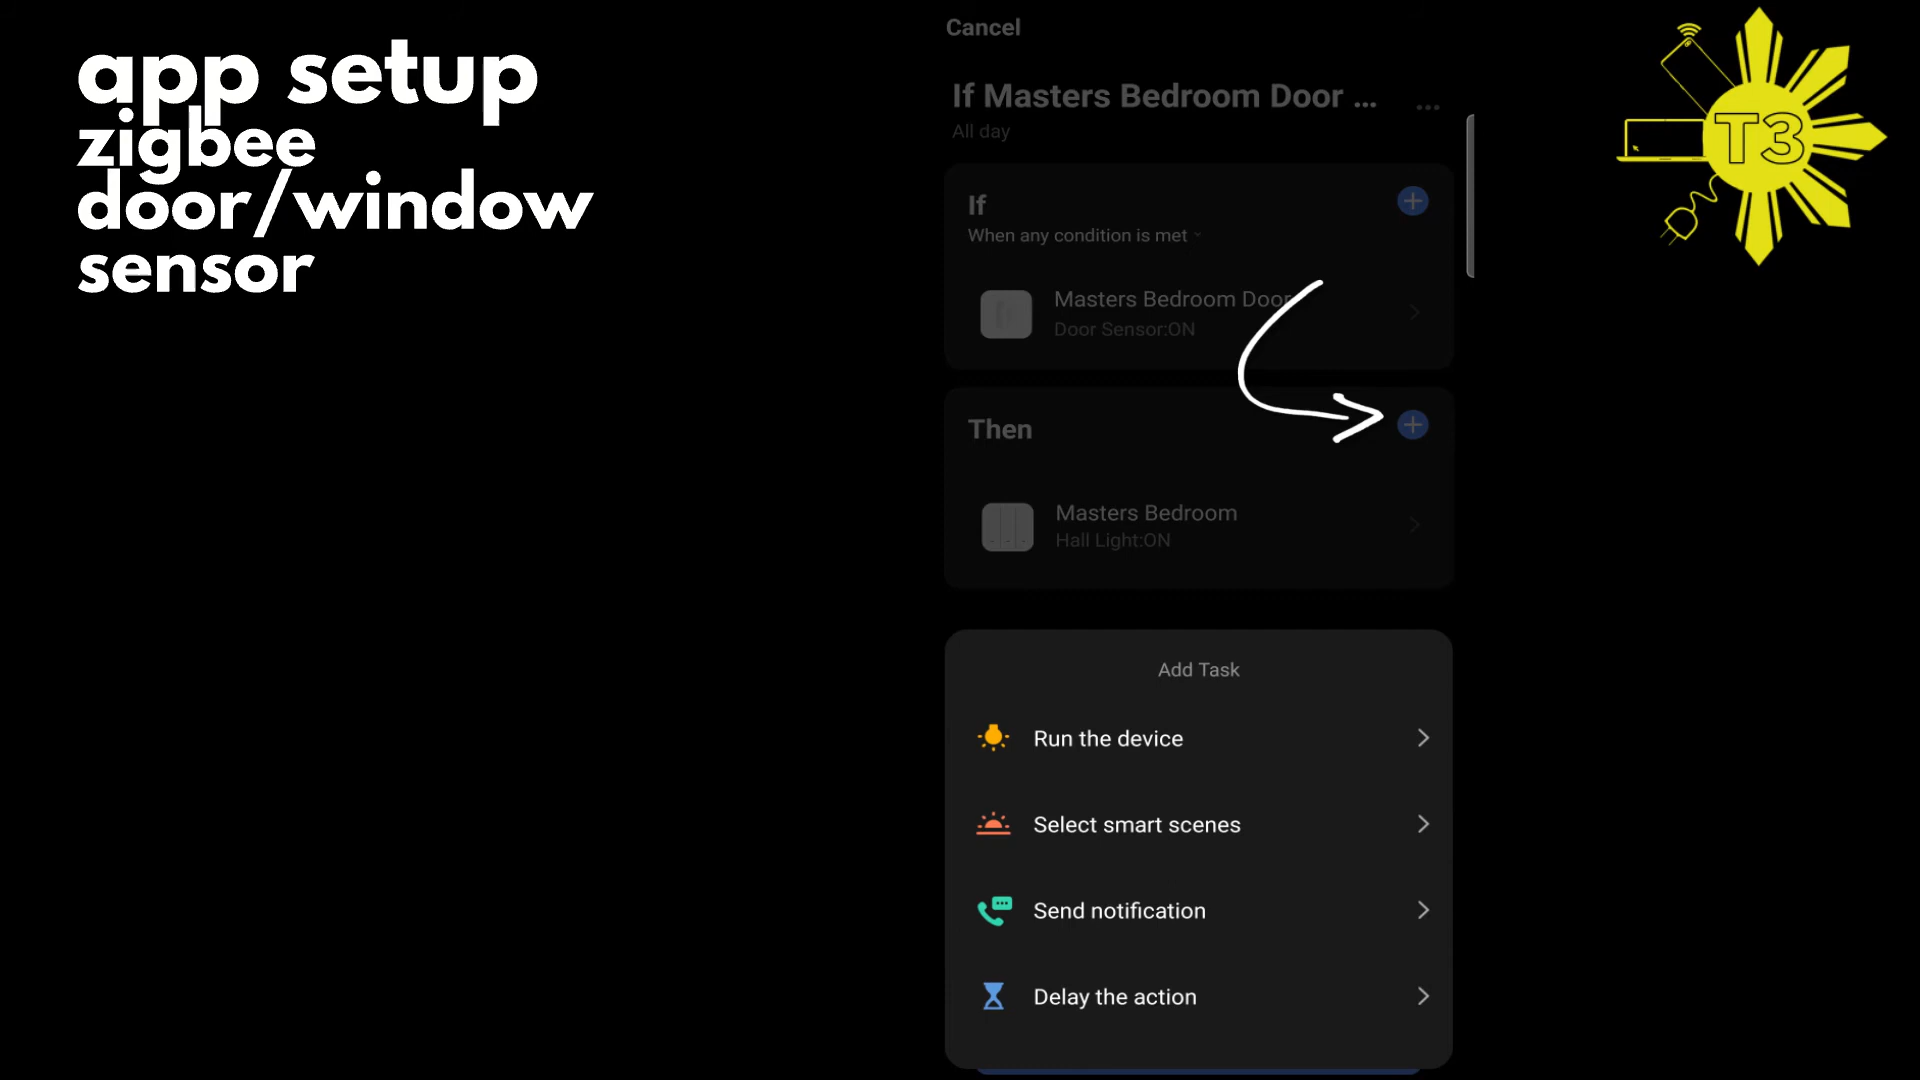 app setup
zigbee
door/window
sensor
Cancel
If Masters Bedroom Door ...
All day
If
When any condition is met
Masters Bedroom Door
Door Sensor:ON
Then
Masters Bedroom
Hall Light:ON
Add Task
Run the device
Select smart scenes
Send notification
Delay the action
T3